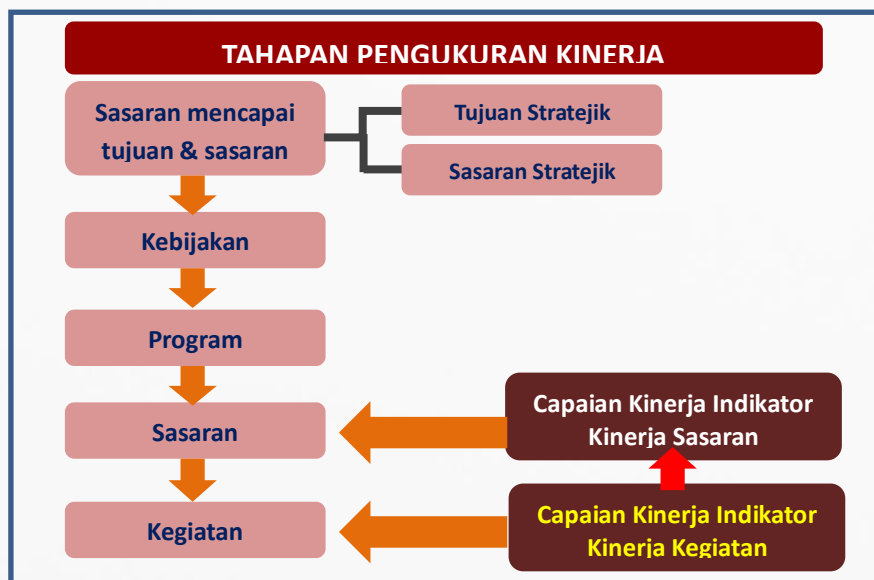 TAHAPAN PENGUKURAN KINERJA
Sasaran mencapai
tujuan & sasaran
Tujuan Stratejik
Sasaran Stratejik
Kebijakan
Program
Sasaran
Capaian Kinerja Indikator
Kinerja Sasaran
Kegiatan
Capaian Kinerja Indikator
Kinerja Kegiatan